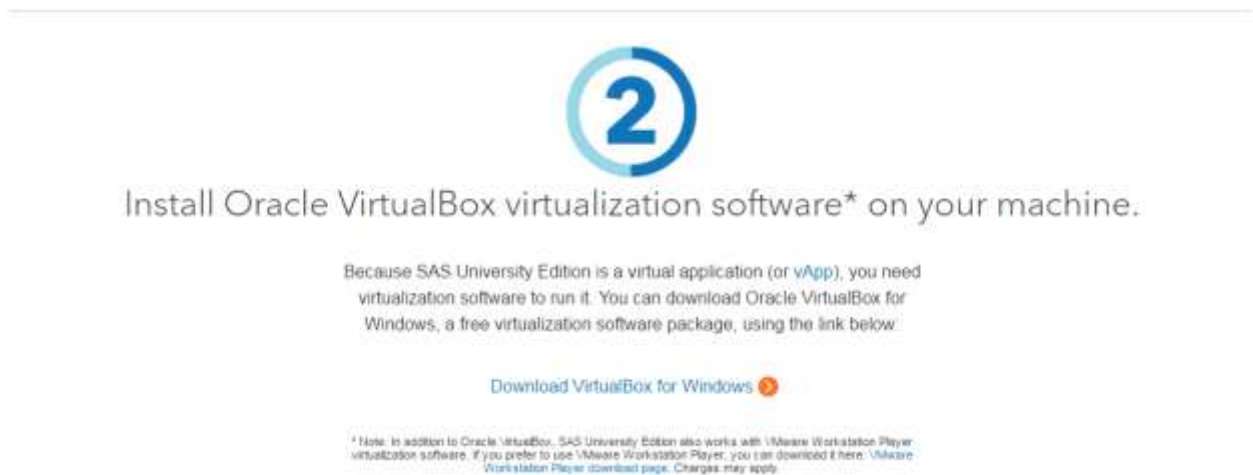 2
Install Oracle VirtualBox virtualization software* on your machine.
Because SAS University Edition is a virtual application (or vApp), you need
virtualization software to run it. You can download Oracle VirtualBox for
Windows, a free virtualization software package, using the link below:
Download VirtualBox for Windows
* Note: In addition to Oracle VirtualBox, SAS University Edition also works with VMware Workstation Player
virtualization software. If you prefer to use VMware Workstation Player, you can download it here: VMware
Workstation Player download page. Charges may apply.